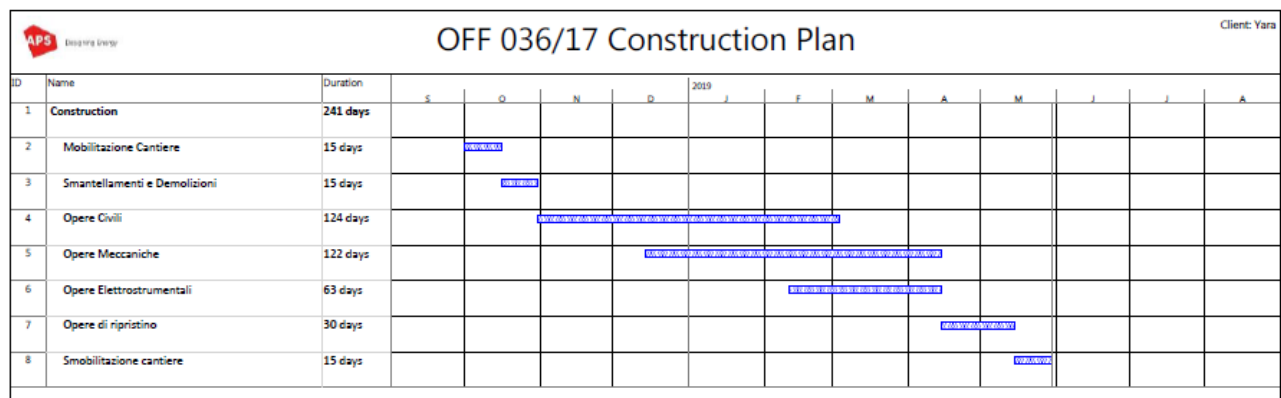 APS Designing Energy
OFF 036/17 Construction Plan
Client: Yara
ID Name Duration 2019
S O N D J F M A M J J A
1 Construction 241 days
2 Mobilitazione Cantiere 15 days
3 Smantellamenti e Demolizioni 15 days
4 Opere Civili 124 days
5 Opere Meccaniche 122 days
6 Opere Elettrostrumentali 63 days
7 Opere di ripristino 30 days
8 Smobilitazione cantiere 15 days